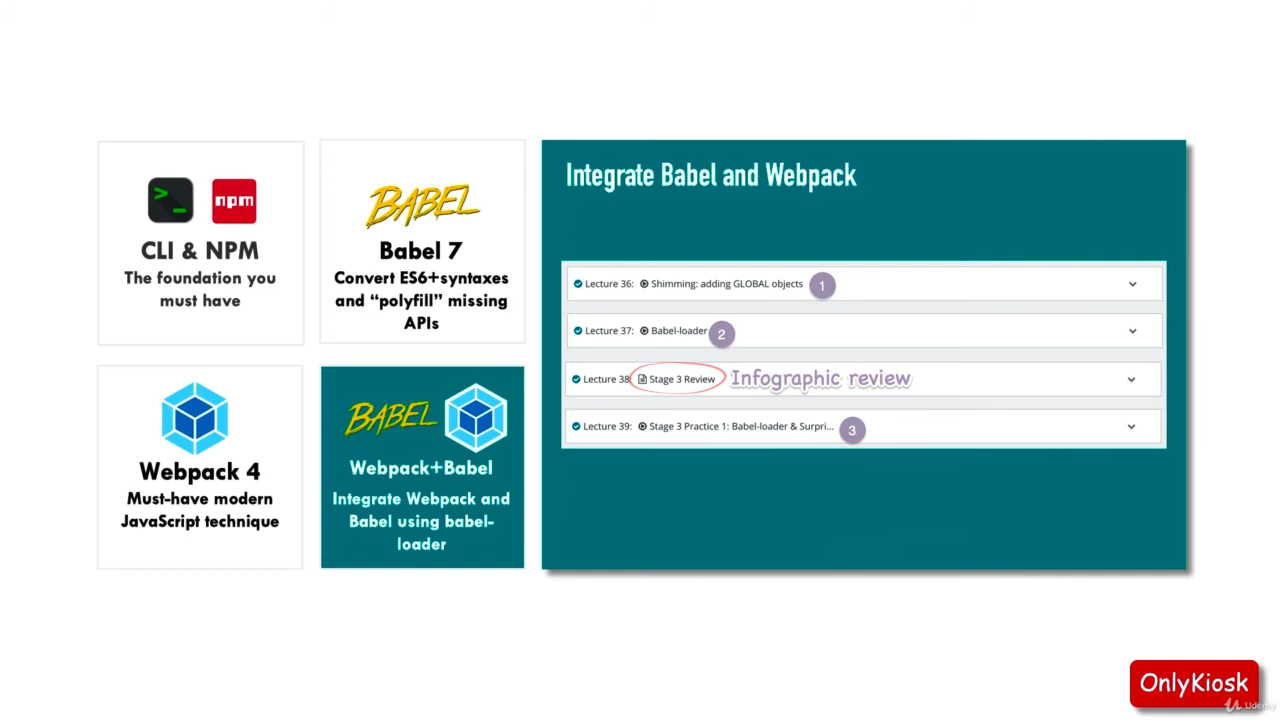 npm
CLI & NPM
The foundation you
must have
BABEL
Babel 7
Convert ES6+syntaxes
and “polyfill” missing
APIs
Webpack 4
Must-have modern
JavaScript technique
BABEL
Webpack+Babel
Integrate Webpack and
Babel using babel-
loader
Integrate Babel and Webpack
Lecture 36: Shimming: adding GLOBAL objects 1
Lecture 37: Babel-loader 2
Lecture 38 Stage 3 Review Infographic review
Lecture 39: Stage 3 Practice 1: Babel-loader & Surpri... 3
OnlyKiosk
Udemy